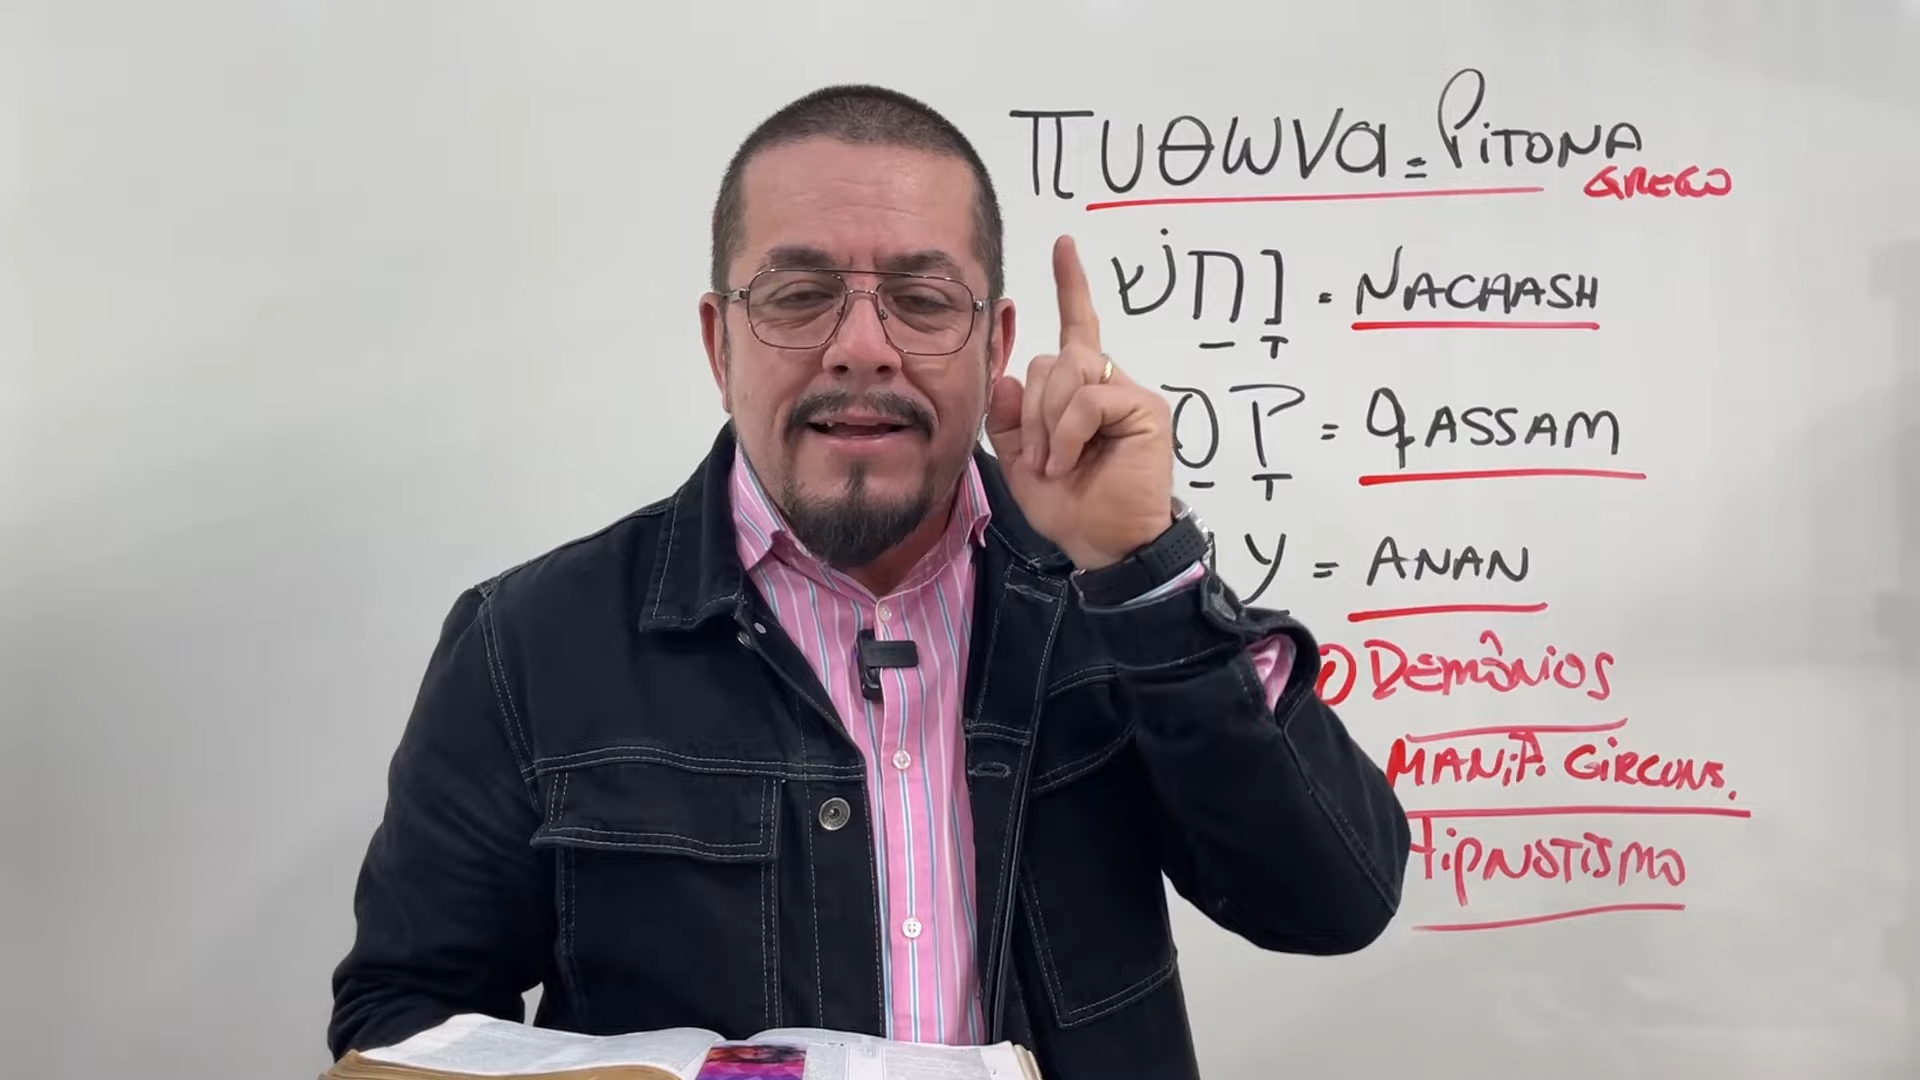 πυθωνα = PITONA
GREGO
נָחַשׁ = NACHASH
= QASSAM
= ANAN
DEMÔNIOS
MANIF. CIRCUNS.
HIPNOTISMO